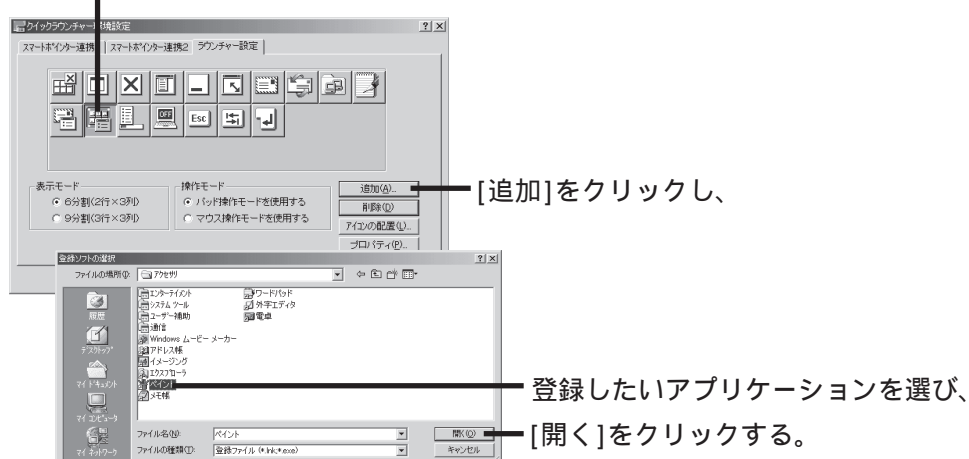 クイックラウンチャー環境設定
スマートポインター連携1 スマートポインター連携2 ラウンチャー設定
OFF Esc
表示モード
6分割(2行×3列)
9分割(3行×3列)
操作モード
パッド操作モードを使用する
マウス操作モードを使用する
追加(A)...
削除(D)
アイコンの配置(L)...
プロパティ(P)...
[追加]をクリックし、
登録ソフトの選択
ファイルの場所(I): アクセサリ
履歴
デスクトップ
マイ ドキュメント
マイ コンピュータ
マイ ネットワーク
エンターテイメント
システム ツール
ユーザー補助
通信
Windows ムービー メーカー
アドレス帳
イメージング
エクスプローラ
ペイント
メモ帳
ワードパッド
外字エディタ
電卓
登録したいアプリケーションを選び、
ファイル名(N): ペイント 開く(O)
[開く]をクリックする。
ファイルの種類(T): 登録ファイル (*.lnk;*.exe) キャンセル